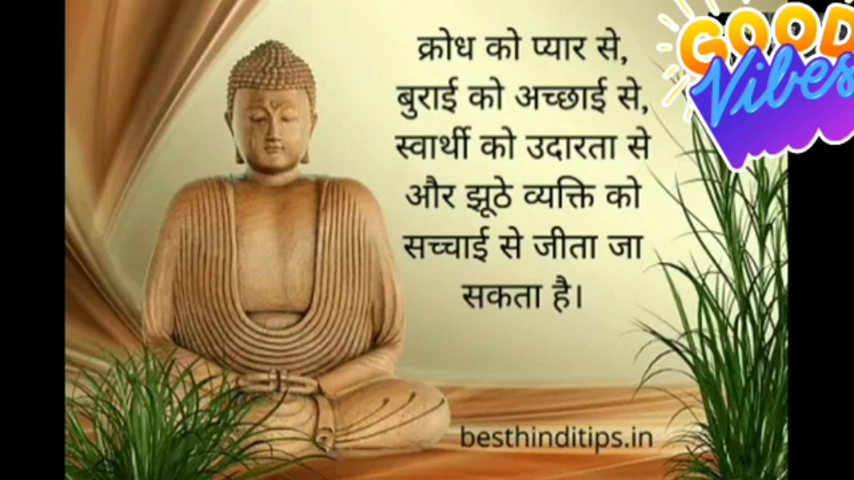 क्रोध को प्यार से,
बुराई को अच्छाई से,
स्वार्थी को उदारता से
और झूठे व्यक्ति को
सच्चाई से जीता जा
सकता है।
besthinditips.in
GOOD
Vibes